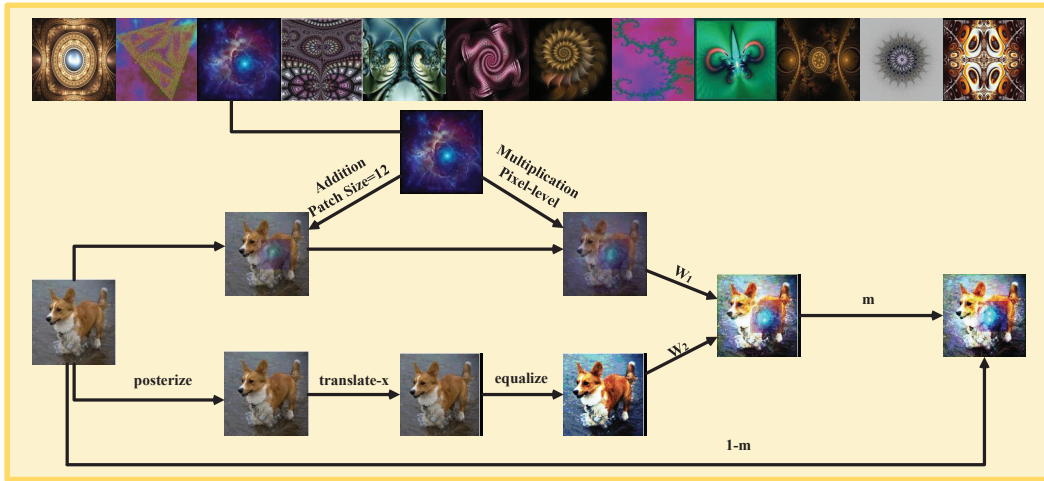 Addition
Patch Size=12
Multiplication
Pixel-level
W₁
m
W₂
posterize
translate-x
equalize
1-m